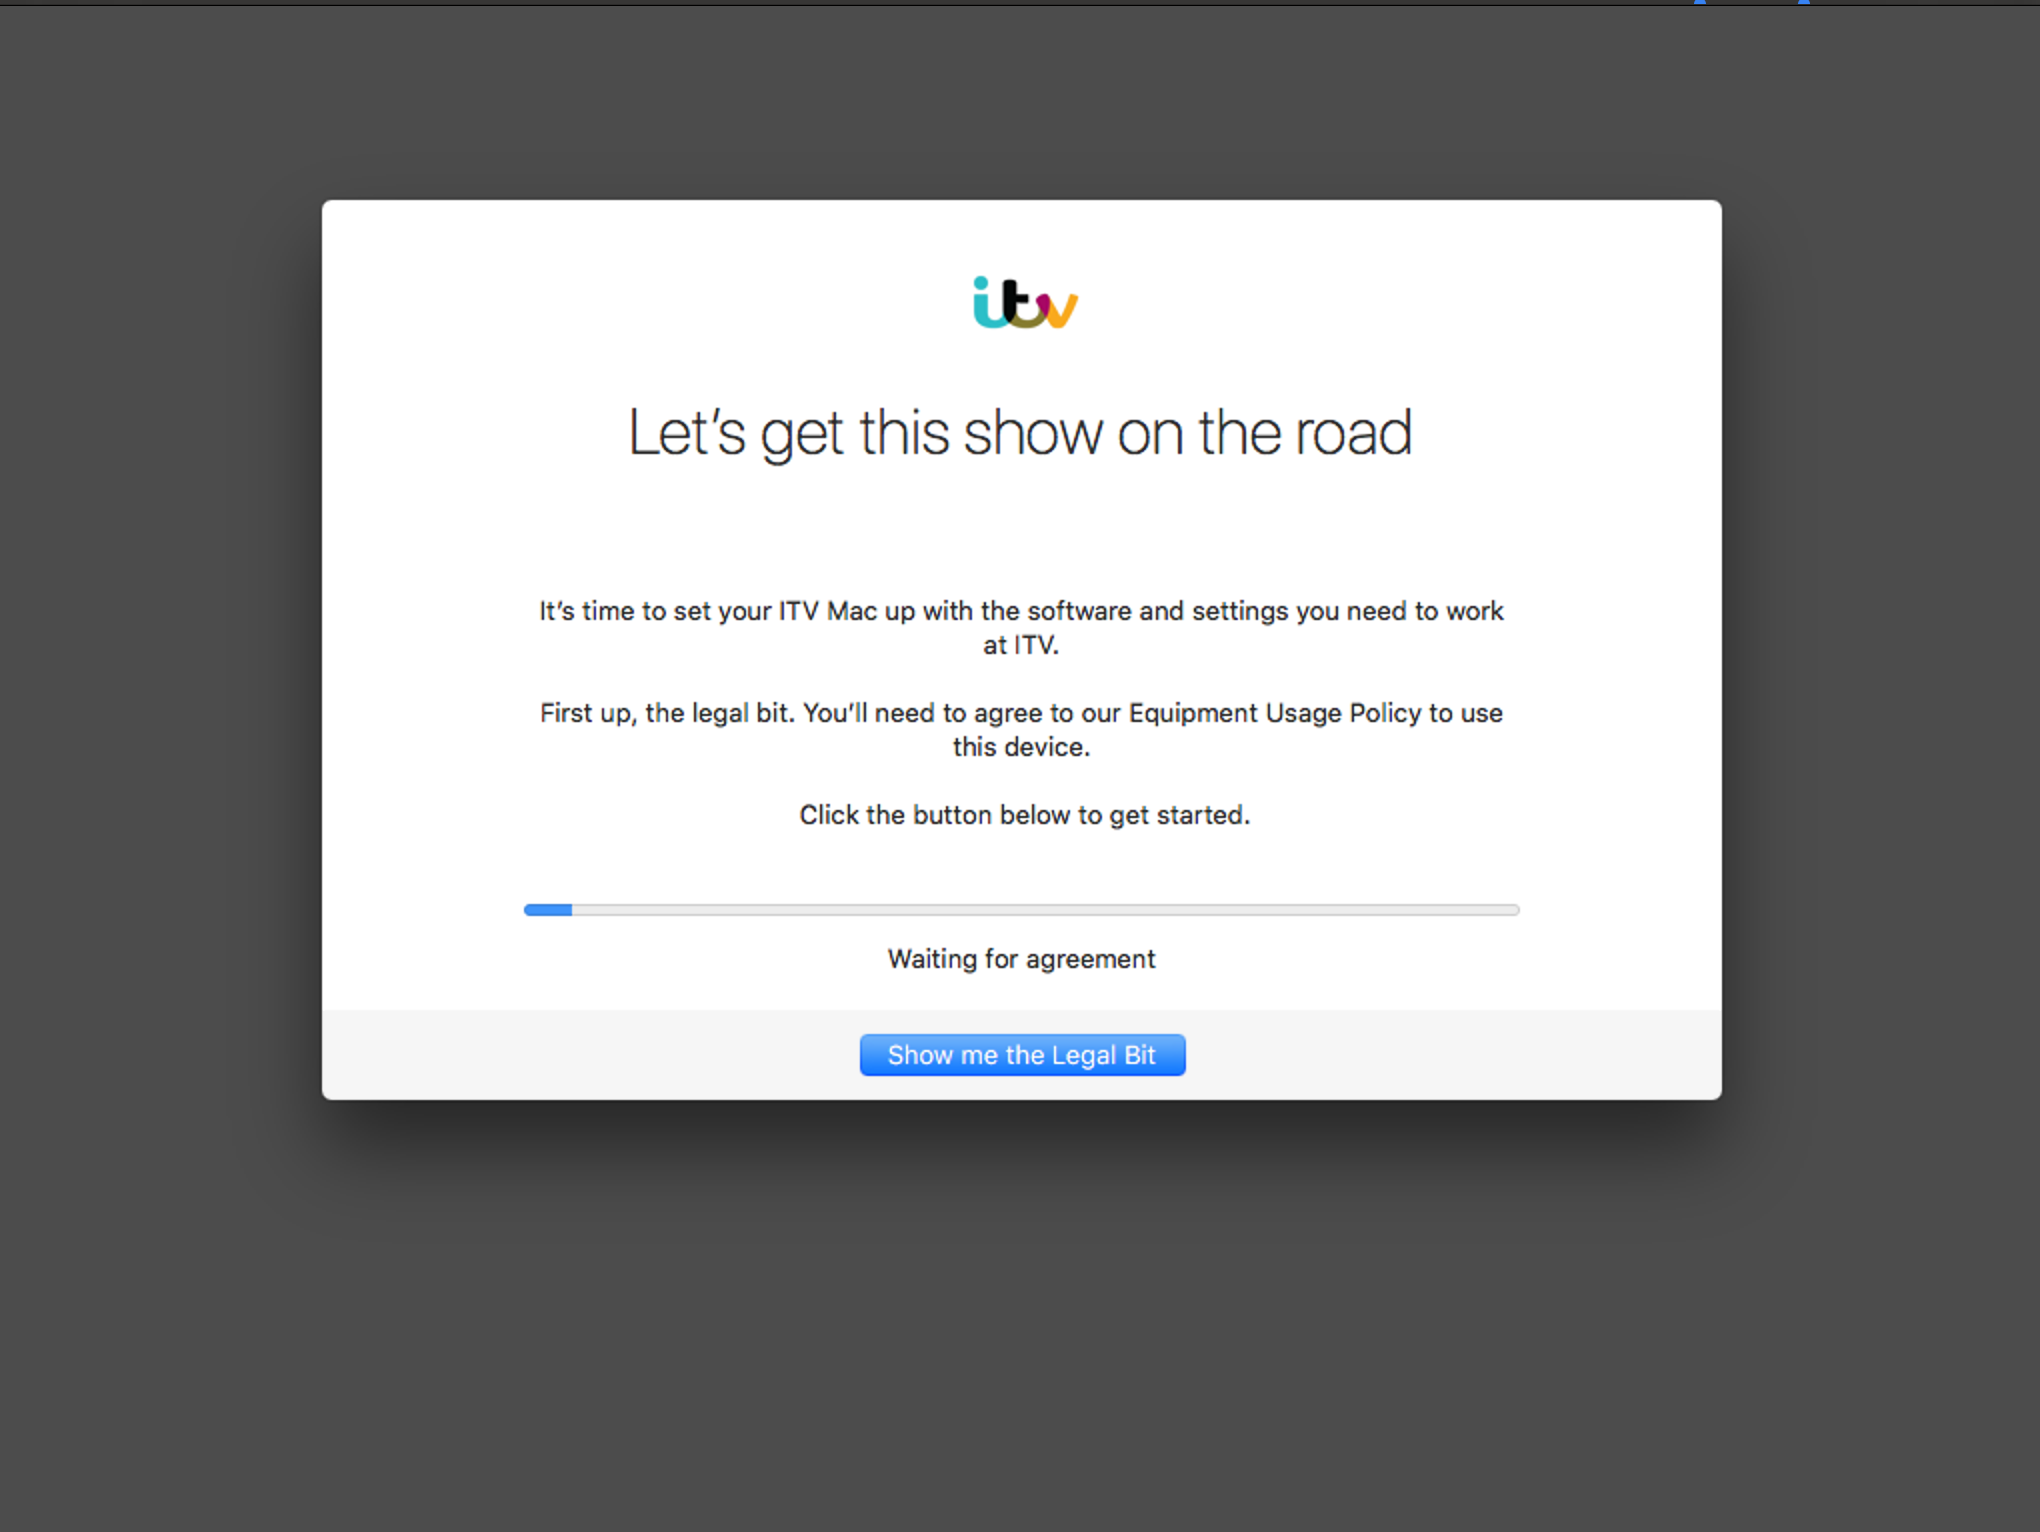 itv
Let’s get this show on the road
It’s time to set your ITV Mac up with the software and settings you need to work
at ITV.
First up, the legal bit. You’ll need to agree to our Equipment Usage Policy to use
this device.
Click the button below to get started.
Waiting for agreement
Show me the Legal Bit